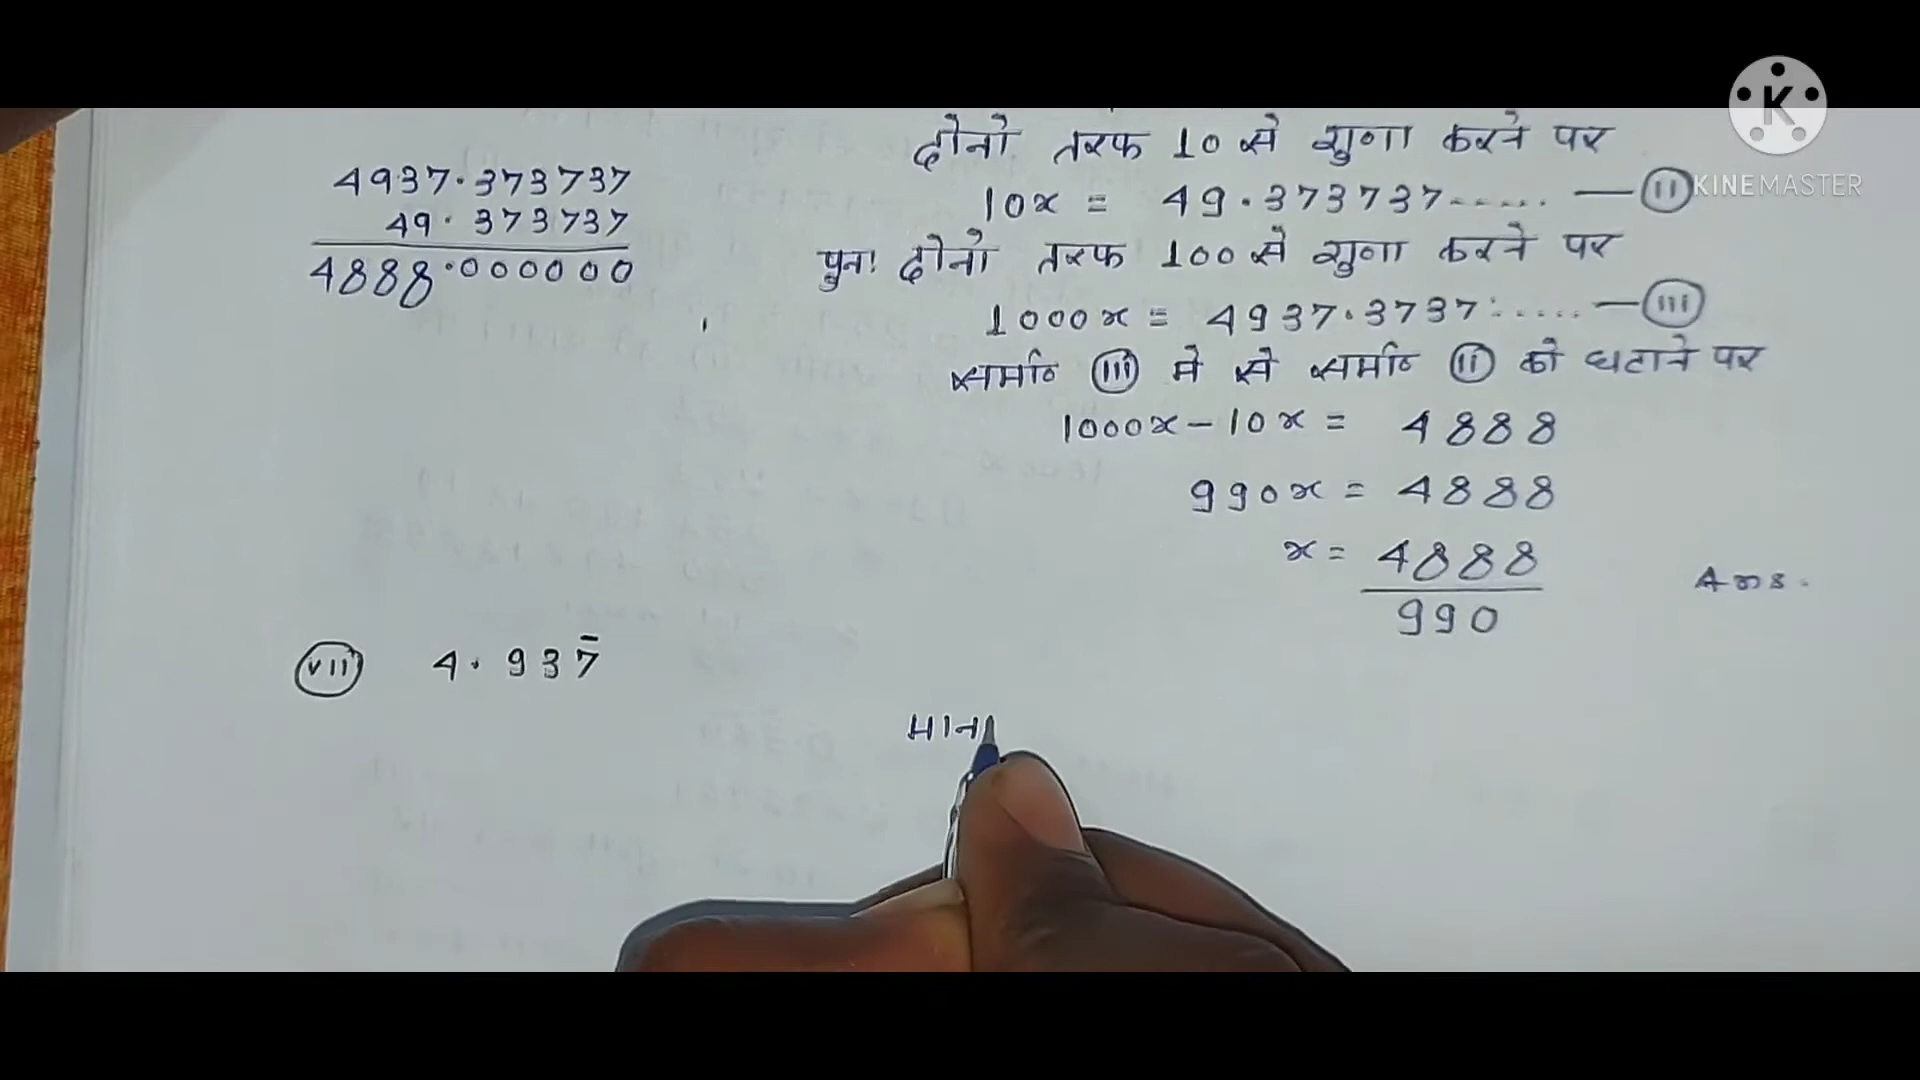 दोनो तरफ 10 से गुणा करने पर
10x = 49.373737...... — (ii)
पुनः दोनो तरफ 100 से गुणा करने पर
1000x = 4937.3737...... — (iii)
समी० (iii) मे से समी० (ii) को घटाने पर
1000x - 10x = 4888
990x = 4888
x = 4888
990
Ans.
4937.373737
49.373737
4888.000000
(vii) 4.937̅
माना
K
KINEMASTER